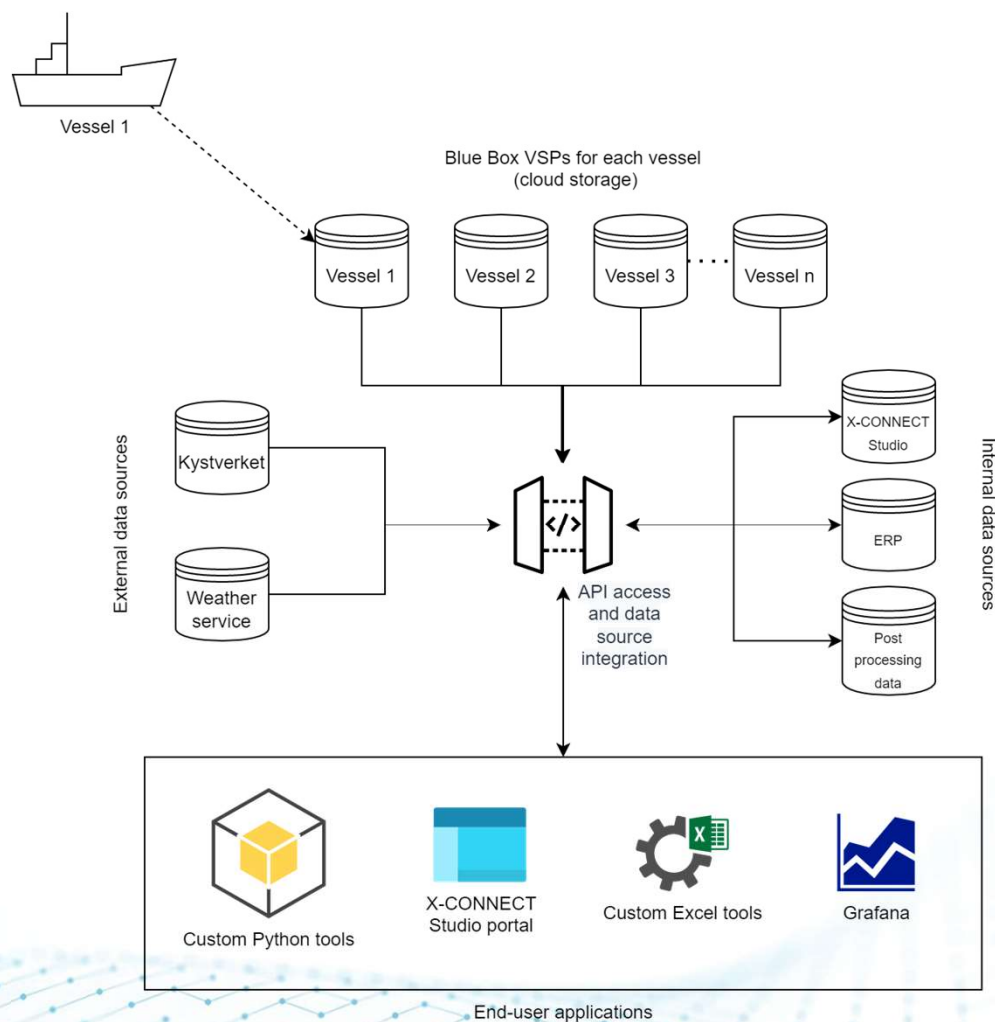 Vessel 1
Blue Box VSPs for each vessel
(cloud storage)
Vessel 1
Vessel 2
Vessel 3
Vessel n
External data sources
Kystverket
Weather
service
</>
API access
and data
source
integration
X-CONNECT
Studio
ERP
Post
processing
data
Internal data sources
Custom Python tools
X-CONNECT
Studio portal
X
Custom Excel tools
Grafana
End-user applications